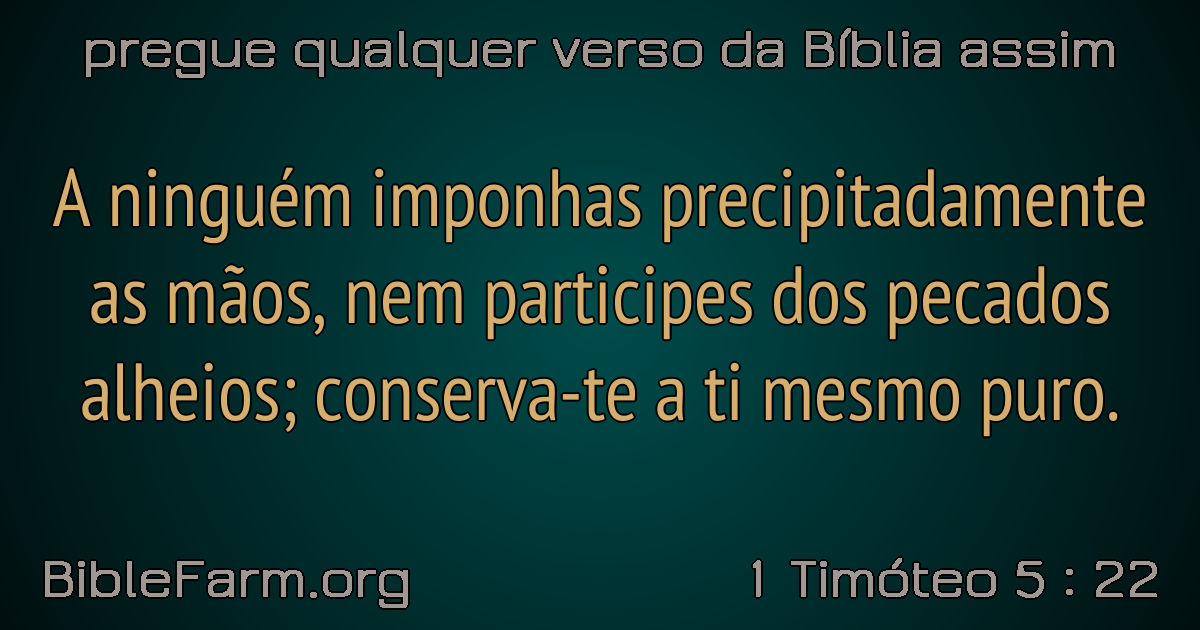 pregue qualquer verso da Bíblia assim
A ninguém imponhas precipitadamente
as mãos, nem participes dos pecados
alheios; conserva-te a ti mesmo puro.
BibleFarm.org
1 Timóteo 5 : 22